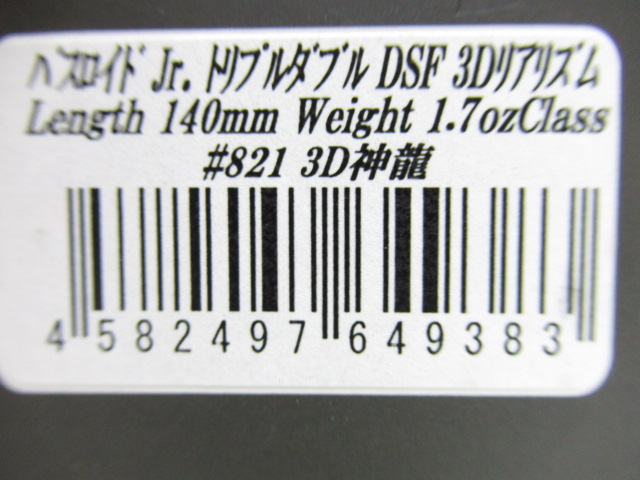 ﾍﾞｽﾛｲﾄﾞ Jr. ﾄﾘﾌﾟﾙﾀﾞﾌﾞﾙ DSF 3Dﾘｱﾘｽﾞﾑ
Length 140mm Weight 1.7ozClass
#821 3D神龍
4 582497 649383